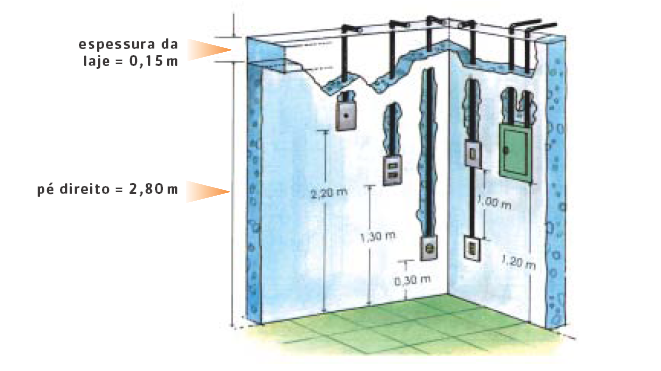 espessura da
laje = 0,15 m
pé direito = 2,80 m
2,20 m
1,30 m
0,30 m
1,00 m
1,20 m